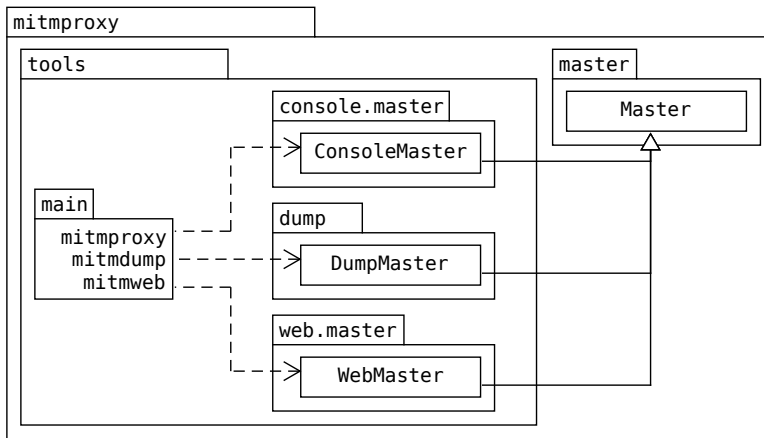 mitmproxy
tools
master
Master
console.master
ConsoleMaster
main
mitmproxy
mitmdump
mitmweb
dump
DumpMaster
web.master
WebMaster